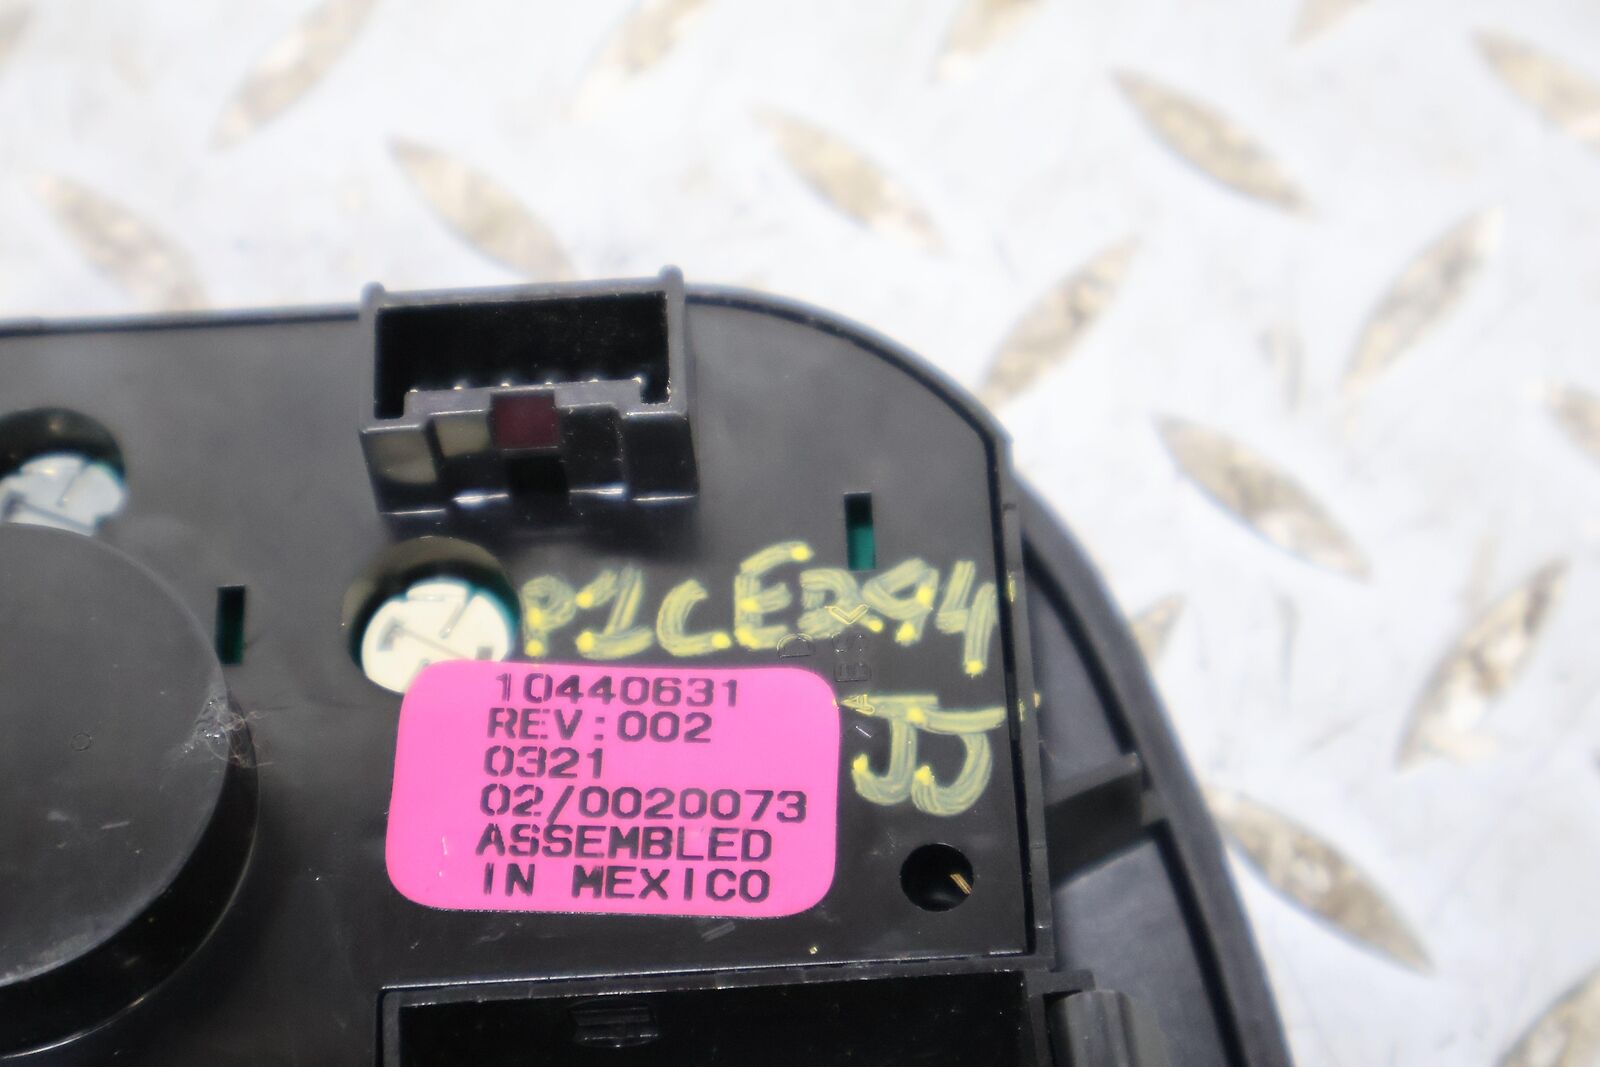 P1CE294
JJ
10440631
REV:002
0321
02/0020073
ASSEMBLED
IN MEXICO